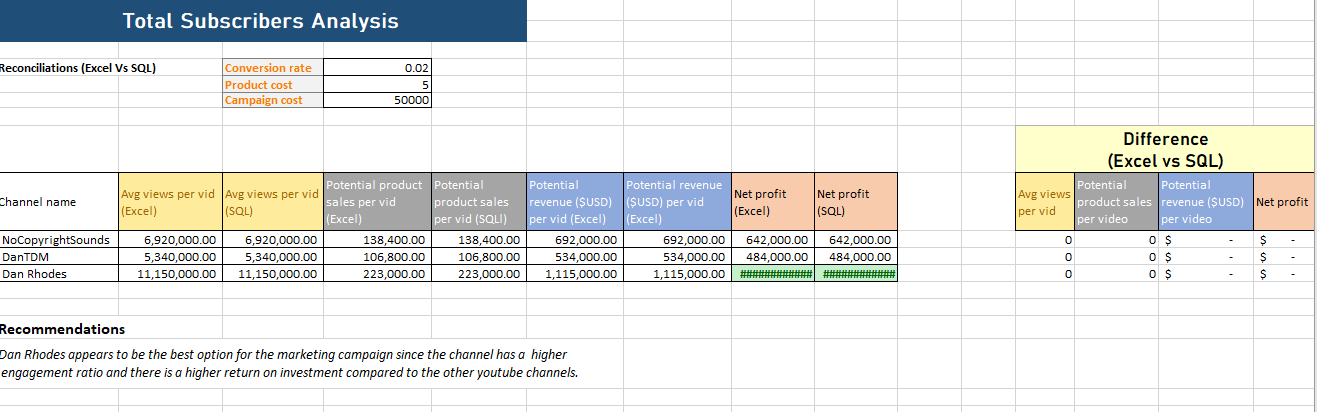 Total Subscribers Analysis
Reconciliations (Excel Vs SQL)
Conversion rate 0.02
Product cost 5
Campaign cost 50000
Difference
(Excel vs SQL)
Channel name
Avg views per vid
(Excel)
Avg views per vid
(SQL)
Potential product
sales per vid
(Excel)
Potential
product sales
per vid (SQLl)
Potential
revenue ($USD)
per vid (Excel)
Potential revenue
($USD) per vid
(Excel)
Net profit
(Excel)
Net profit
(SQL)
Avg views
per vid
Potential
product sales
per video
Potential
revenue ($USD)
per video
Net profit
NoCopyrightSounds 6,920,000.00 6,920,000.00 138,400.00 138,400.00 692,000.00 692,000.00 642,000.00 642,000.00 0 0 $ - $ -
DanTDM 5,340,000.00 5,340,000.00 106,800.00 106,800.00 534,000.00 534,000.00 484,000.00 484,000.00 0 0 $ - $ -
Dan Rhodes 11,150,000.00 11,150,000.00 223,000.00 223,000.00 1,115,000.00 1,115,000.00 ############ ############ 0 0 $ - $ -
Recommendations
Dan Rhodes appears to be the best option for the marketing campaign since the channel has a higher
engagement ratio and there is a higher return on investment compared to the other youtube channels.